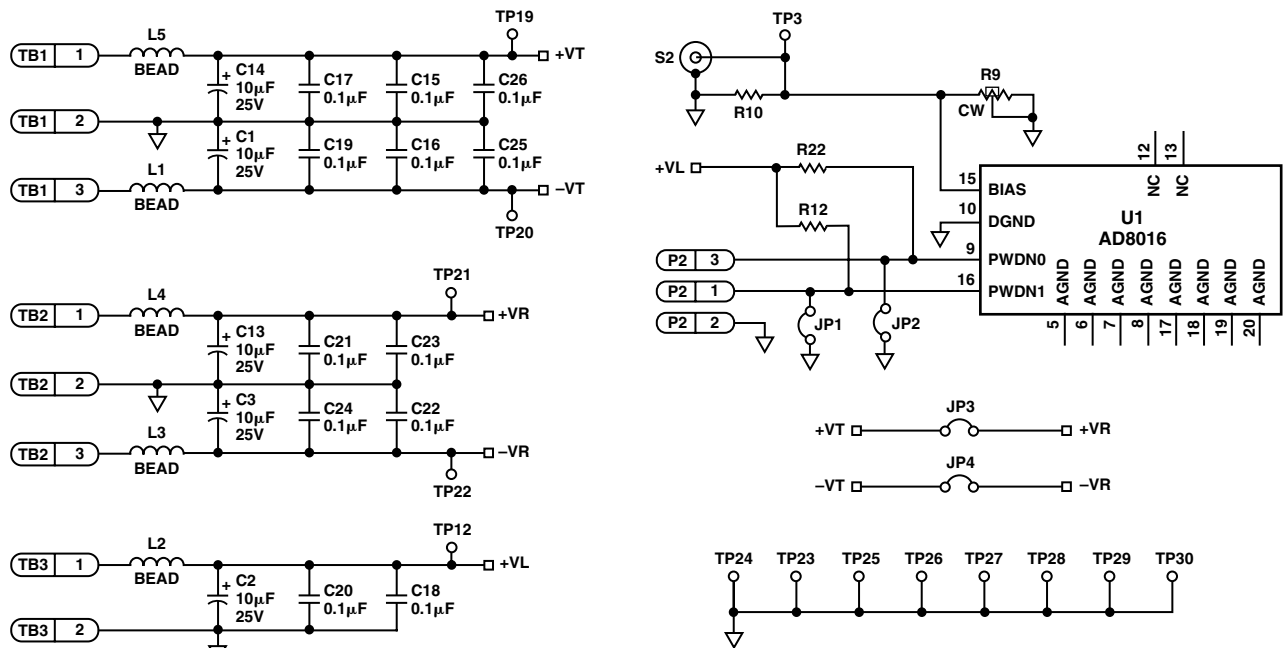 TP19
L5
TB1 1
BEAD
+VT
+ C14
10µF
25V
C17
0.1µF
C15
0.1µF
C26
0.1µF
TB1 2
+ C1
10µF
25V
C19
0.1µF
C16
0.1µF
C25
0.1µF
L1
TB1 3
BEAD
–VT
TP20
TP21
L4
TB2 1
BEAD
+VR
+ C13
10µF
25V
C21
0.1µF
C23
0.1µF
TB2 2
+ C3
10µF
25V
C24
0.1µF
C22
0.1µF
L3
TB2 3
BEAD
–VR
TP22
TP12
L2
TB3 1
BEAD
+VL
+ C2
10µF
25V
C20
0.1µF
C18
0.1µF
TB3 2
TP3
S2
R10
R9
CW
+VL
R22
R12
P2 3
P2 1
P2 2
JP1
JP2
12
13
NC
NC
15
BIAS
10
DGND
9
PWDN0
16
PWDN1
U1
AD8016
AGND
AGND
AGND
AGND
AGND
AGND
AGND
AGND
5
6
7
8
17
18
19
20
JP3
+VT
+VR
JP4
–VT
–VR
TP24
TP23
TP25
TP26
TP27
TP28
TP29
TP30